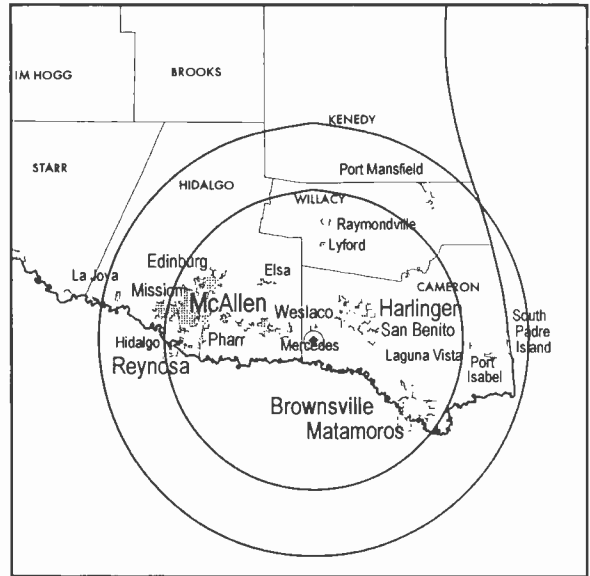 BROOKS
IM HOGG
KENEDY
STARR
Port Mansfield
HIDALGO
WILLACY
Raymondville
Lyford
Edinburg
Elsa
La Joya
CAMERON
Mission
McAllen
Weslaco
Harlingen
South
Padre
Island
San Benito
Hidalgo
Pharr
Mercedes
Laguna Vista
Port
Isabel
Reynosa
Brownsville
Matamoros